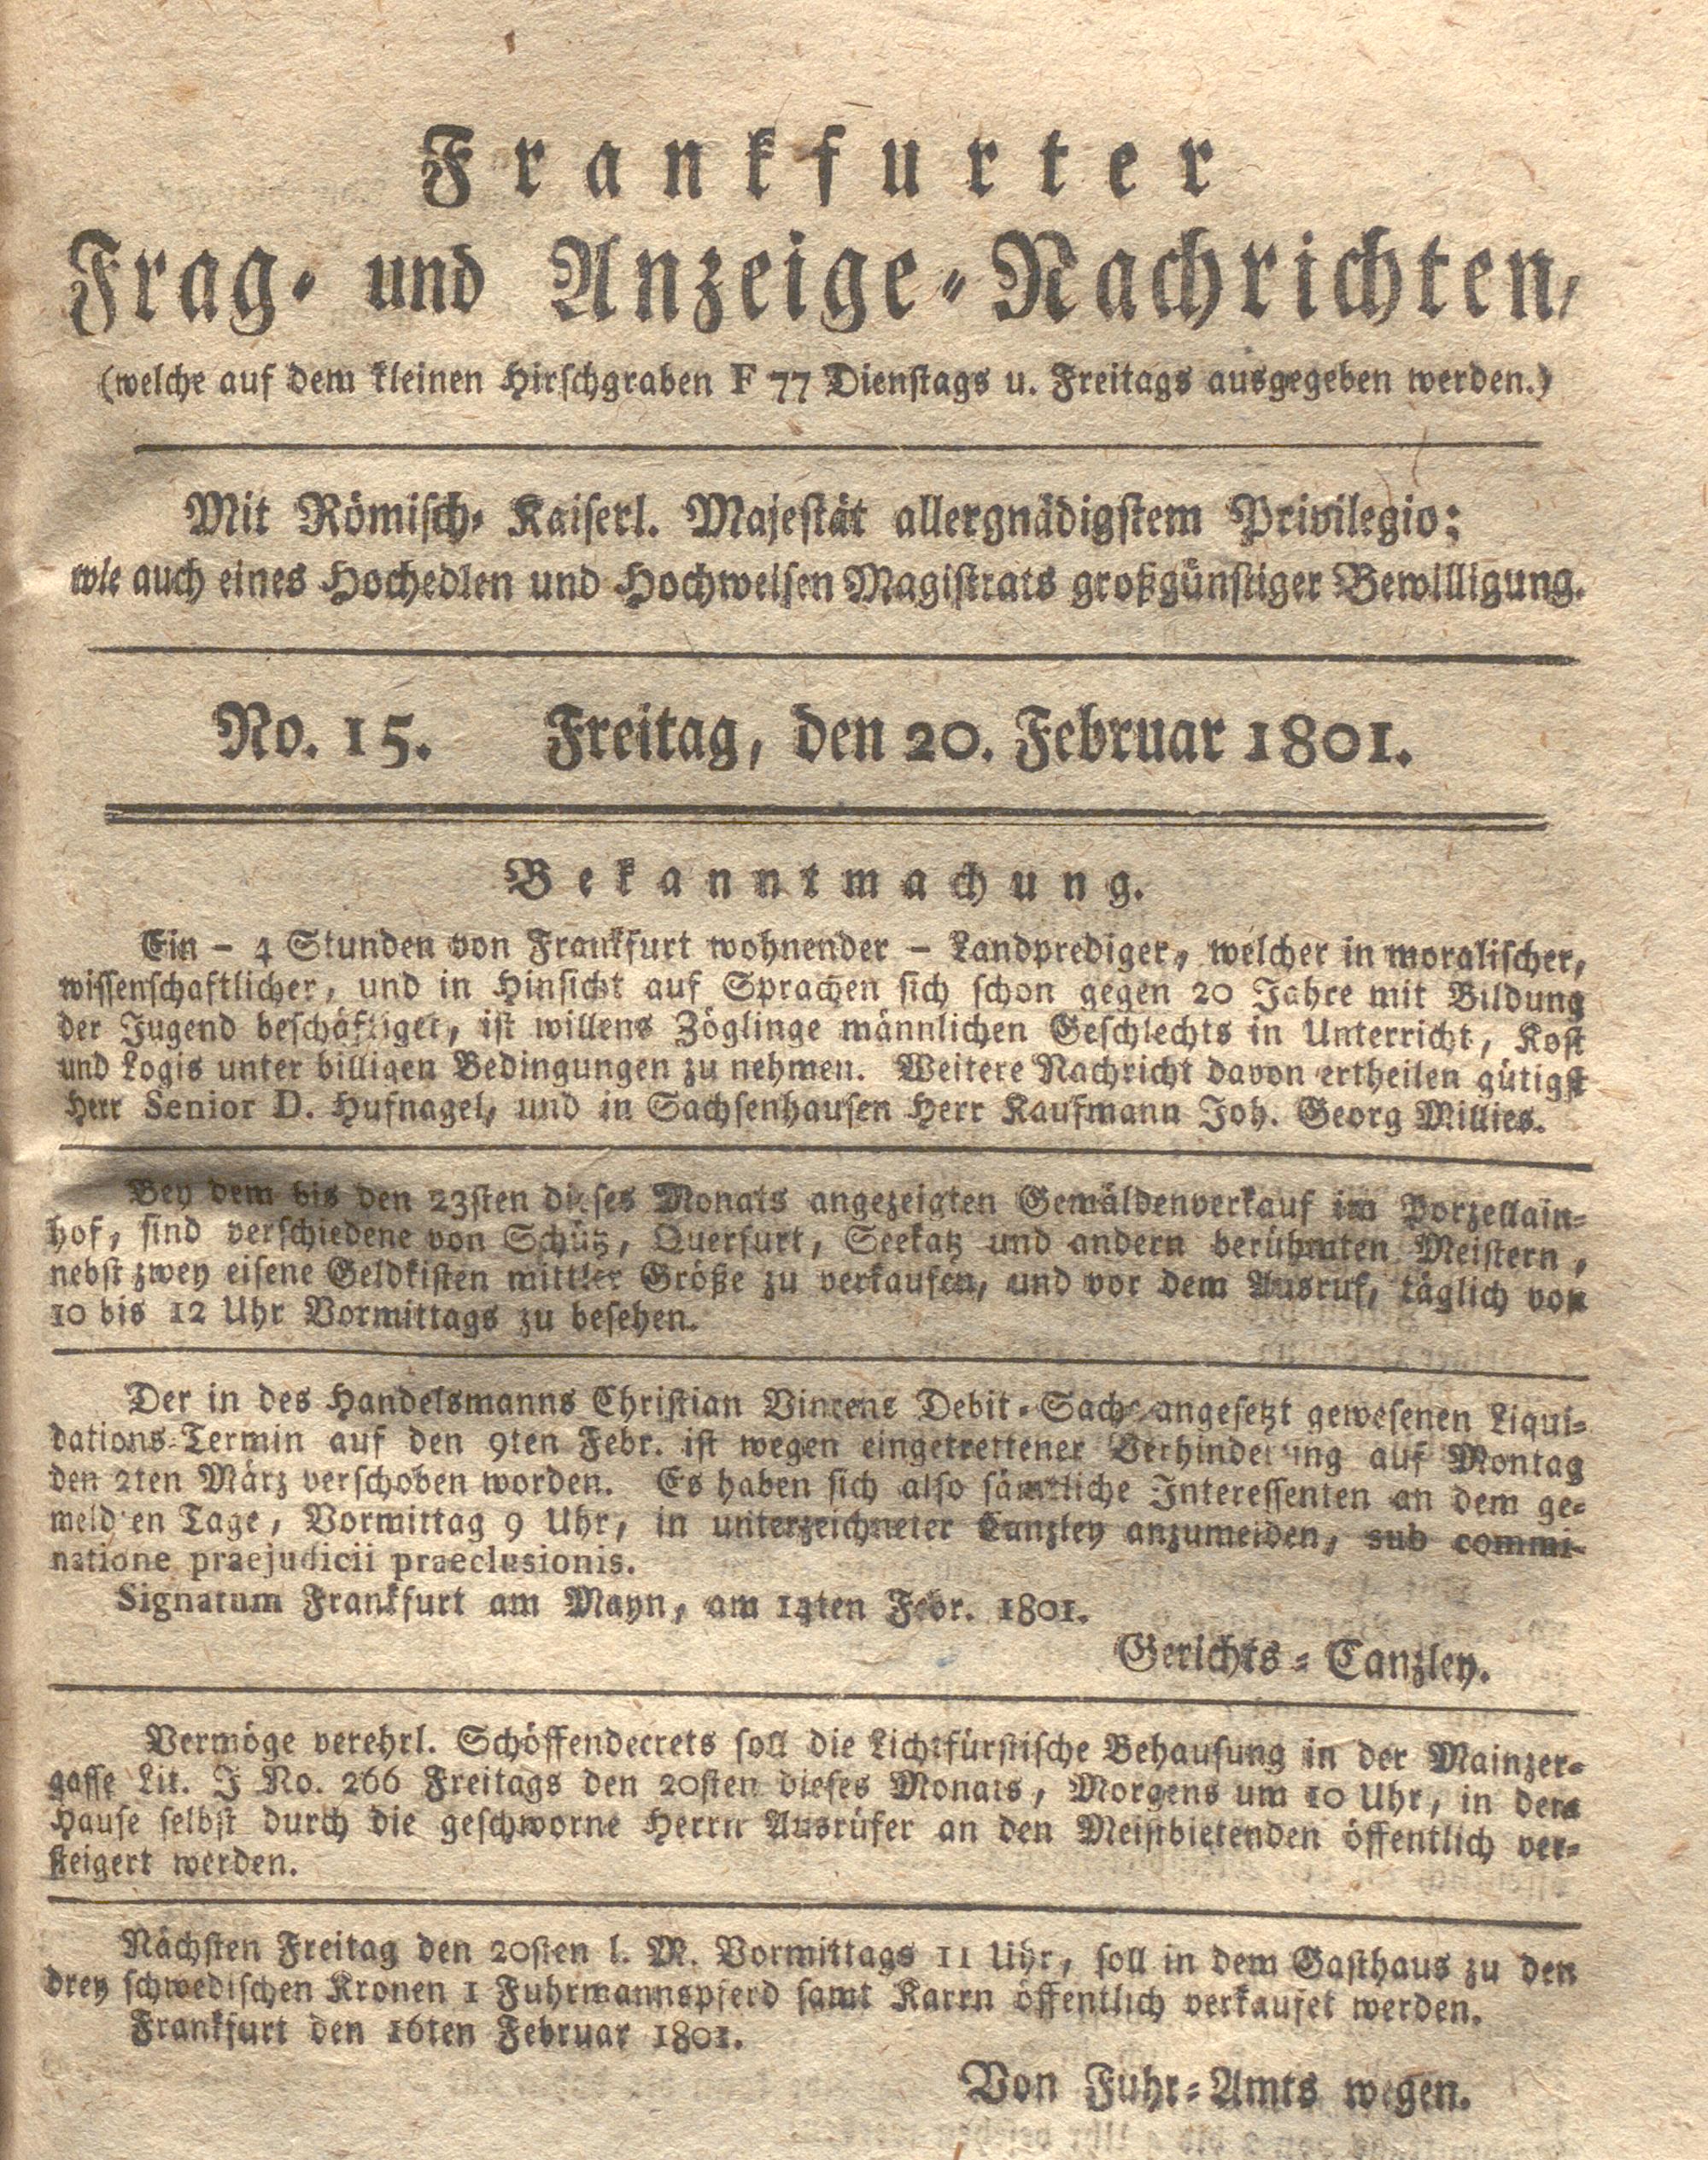 Frankfurter
Frag- und Anzeige-Nachrichten,
(welche auf dem kleinen Hirschgraben F 77 Dienstags u. Freitags ausgegeben werden.)
Mit Römisch- Kaiserl. Majestät allergnädigstem Privilegio;
wie auch eines Hochedlen und Hochweisen Magistrats großgünstiger Bewilligung.
No. 15. Freitag, den 20. Februar 1801.
Bekanntmachung.
Ein – 4 Stunden von Frankfurt wohnender – Landprediger, welcher in moralischer,
wissenschaftlicher, und in Hinsicht auf Sprachen sich schon gegen 20 Jahre mit Bildung
der Jugend beschäftiget, ist willens Zöglinge männlichen Geschlechts in Unterricht, Kost
und Logis unter billigen Bedingungen zu nehmen. Weitere Nachricht davon ertheilen gütigst
Herr Senior D. Hufnagel, und in Sachsenhausen Herr Kaufmann Joh. Georg Millies.
Bey dem bis den 23sten dieses Monats angezeigten Gemäldenverkauf im Porzellain-
hof, sind verschiedene von Schütz, Querfurt, Seekatz und andern berühmten Meistern,
nebst zwey eisene Geldkisten mittler Größe zu verkaufen, und vor dem Ausruf, täglich von
10 bis 12 Uhr Vormittags zu besehen.
Der in des Handelsmanns Christian Vincens Debit-Sache angesetzt gewesenen Liqui-
dations-Termin auf den 9ten Febr. ist wegen eingetrettener Verhinderung auf Montag
den 2ten März verschoben worden. Es haben sich also sämtliche Interessenten an dem ge-
meldten Tage, Vormittag 9 Uhr, in unterzeichneter Canzley anzumelden, sub commi-
natione praejudicii praeclusionis.
Signatum Frankfurt am Mayn, am 14ten Febr. 1801.
Gerichts-Canzley.
Vermöge verehrl. Schöffendecrets soll die Lichtfürstische Behausung in der Mainzer-
gasse Lit. J No. 266 Freitags den 20sten dieses Monats, Morgens um 10 Uhr, in dem
Hause selbst durch die geschworne Herrn Ausrüfer an den Meistbietenden öffentlich ver-
steigert werden.
Nächsten Freitag den 20sten l. M. Vormittags 11 Uhr, soll in dem Gasthaus zu den
drey schwedischen Kronen 1 Fuhrmannspferd samt Karrn öffentlich verkaufet werden.
Frankfurt den 16ten Februar 1801.
Von Fuhr-Amts wegen.